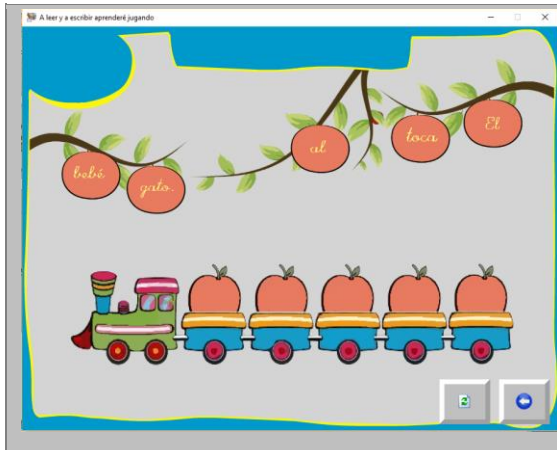 A leer y a escribir aprenderé jugando
bebé
gato.
al
toca
El